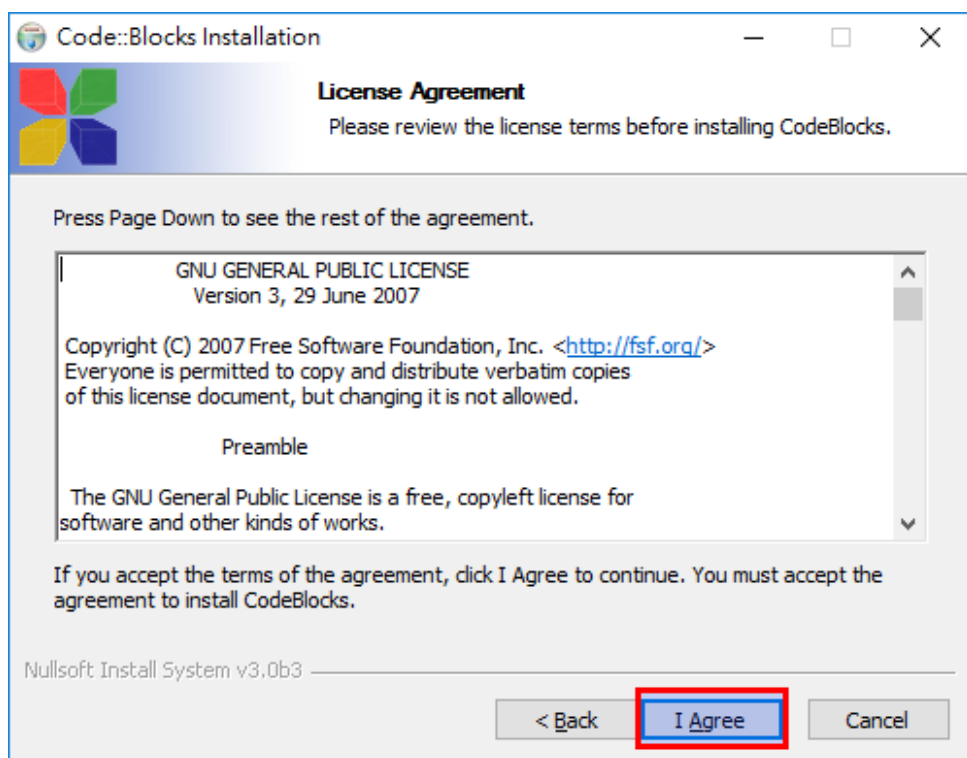 Code::Blocks Installation
License Agreement
Please review the license terms before installing CodeBlocks.
Press Page Down to see the rest of the agreement.
GNU GENERAL PUBLIC LICENSE
Version 3, 29 June 2007
Copyright (C) 2007 Free Software Foundation, Inc. <http://fsf.org/>
Everyone is permitted to copy and distribute verbatim copies
of this license document, but changing it is not allowed.
Preamble
The GNU General Public License is a free, copyleft license for
software and other kinds of works.
If you accept the terms of the agreement, click I Agree to continue. You must accept the
agreement to install CodeBlocks.
Nullsoft Install System v3.0b3
< Back I Agree Cancel